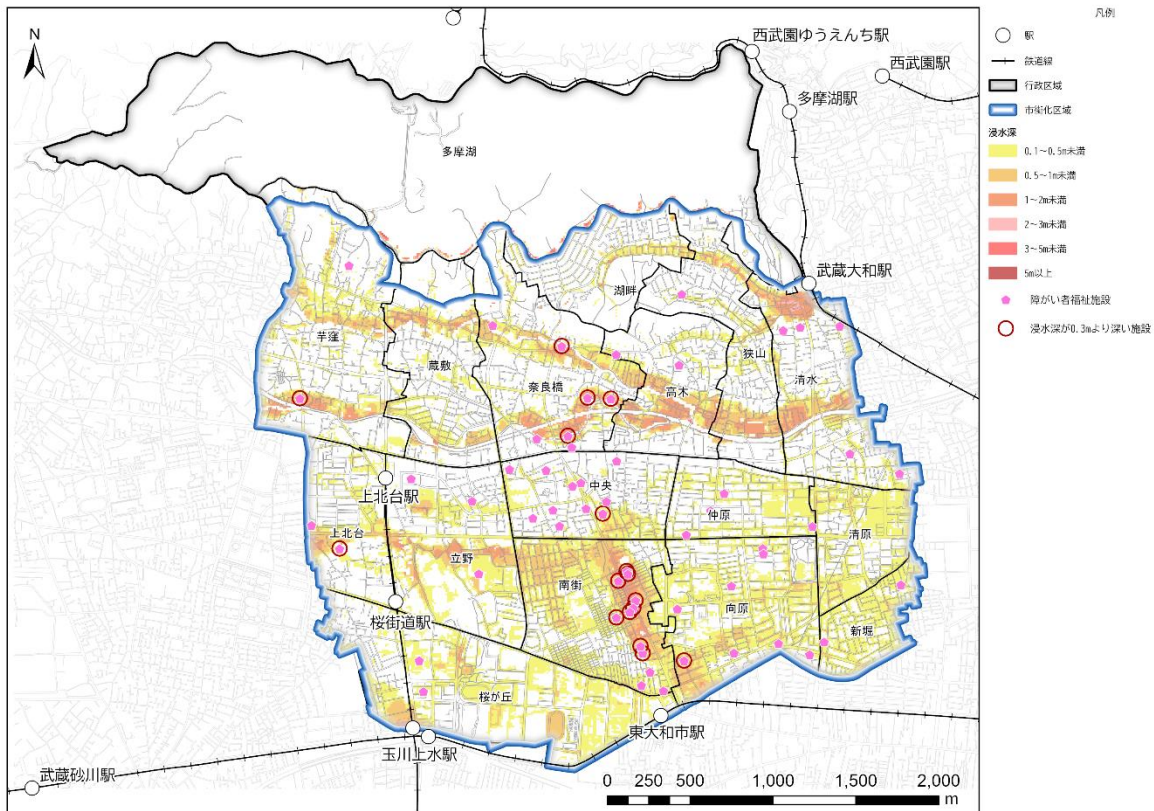 N
西武園ゆうえんち駅
西武園駅
多摩湖駅
多摩湖
武蔵大和駅
湖畔
芋窪
蔵敷
狭山
奈良橋
高木
清水
上北台駅
中央
仲原
清原
上北台
立野
南街
向原
桜街道駅
新堀
桜が丘
東大和市駅
玉川上水駅
武蔵砂川駅
0 250 500 1,000 1,500 2,000
m
凡例
駅
鉄道線
行政区域
市街化区域
浸水深
0.1~0.5m未満
0.5~1m未満
1~2m未満
2~3m未満
3~5m未満
5m以上
障がい者福祉施設
浸水深が0.3mより深い施設